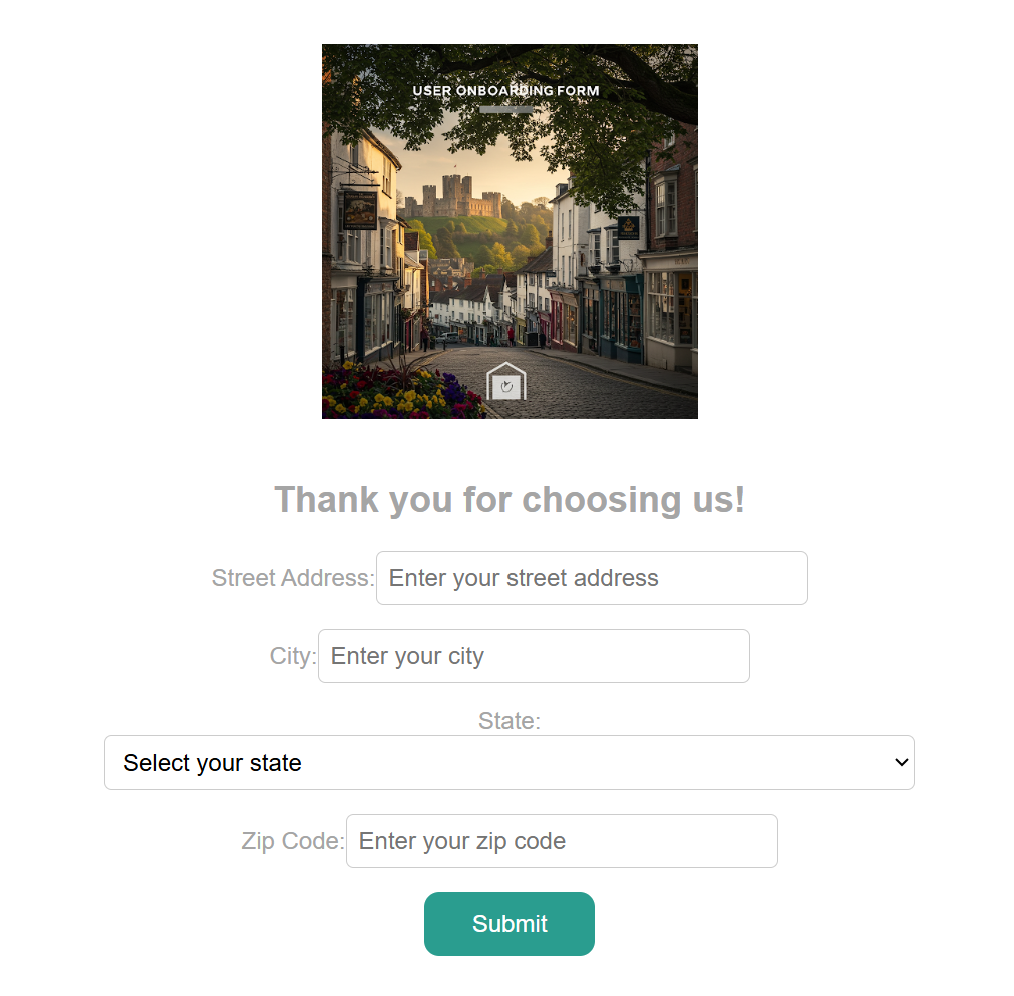 USER ONBOARDING FORM
Thank you for choosing us!
Street Address: Enter your street address
City: Enter your city
State:
Select your state
Zip Code: Enter your zip code
Submit